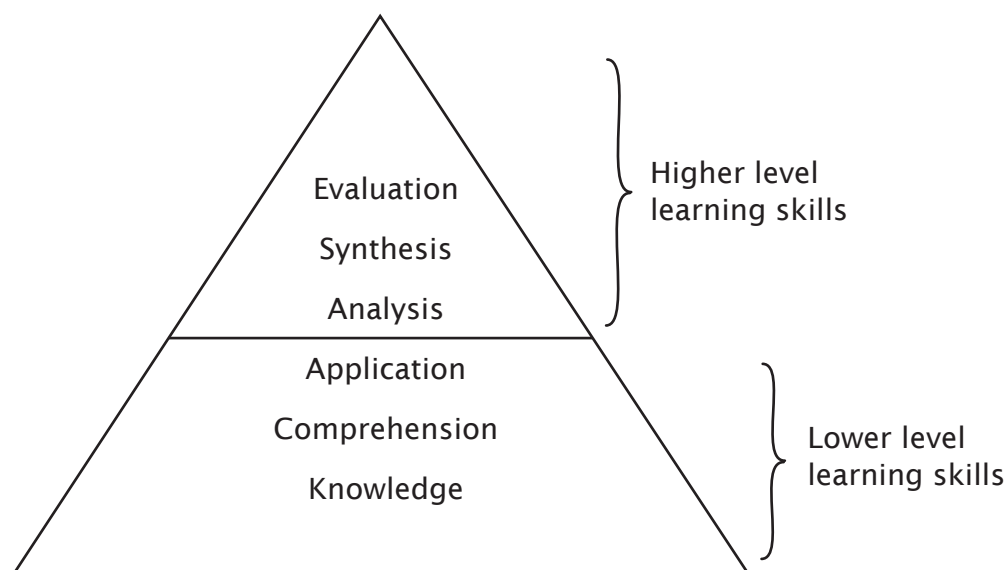 Evaluation
Higher level
learning skills
Synthesis
Analysis
Application
Comprehension
Lower level
learning skills
Knowledge